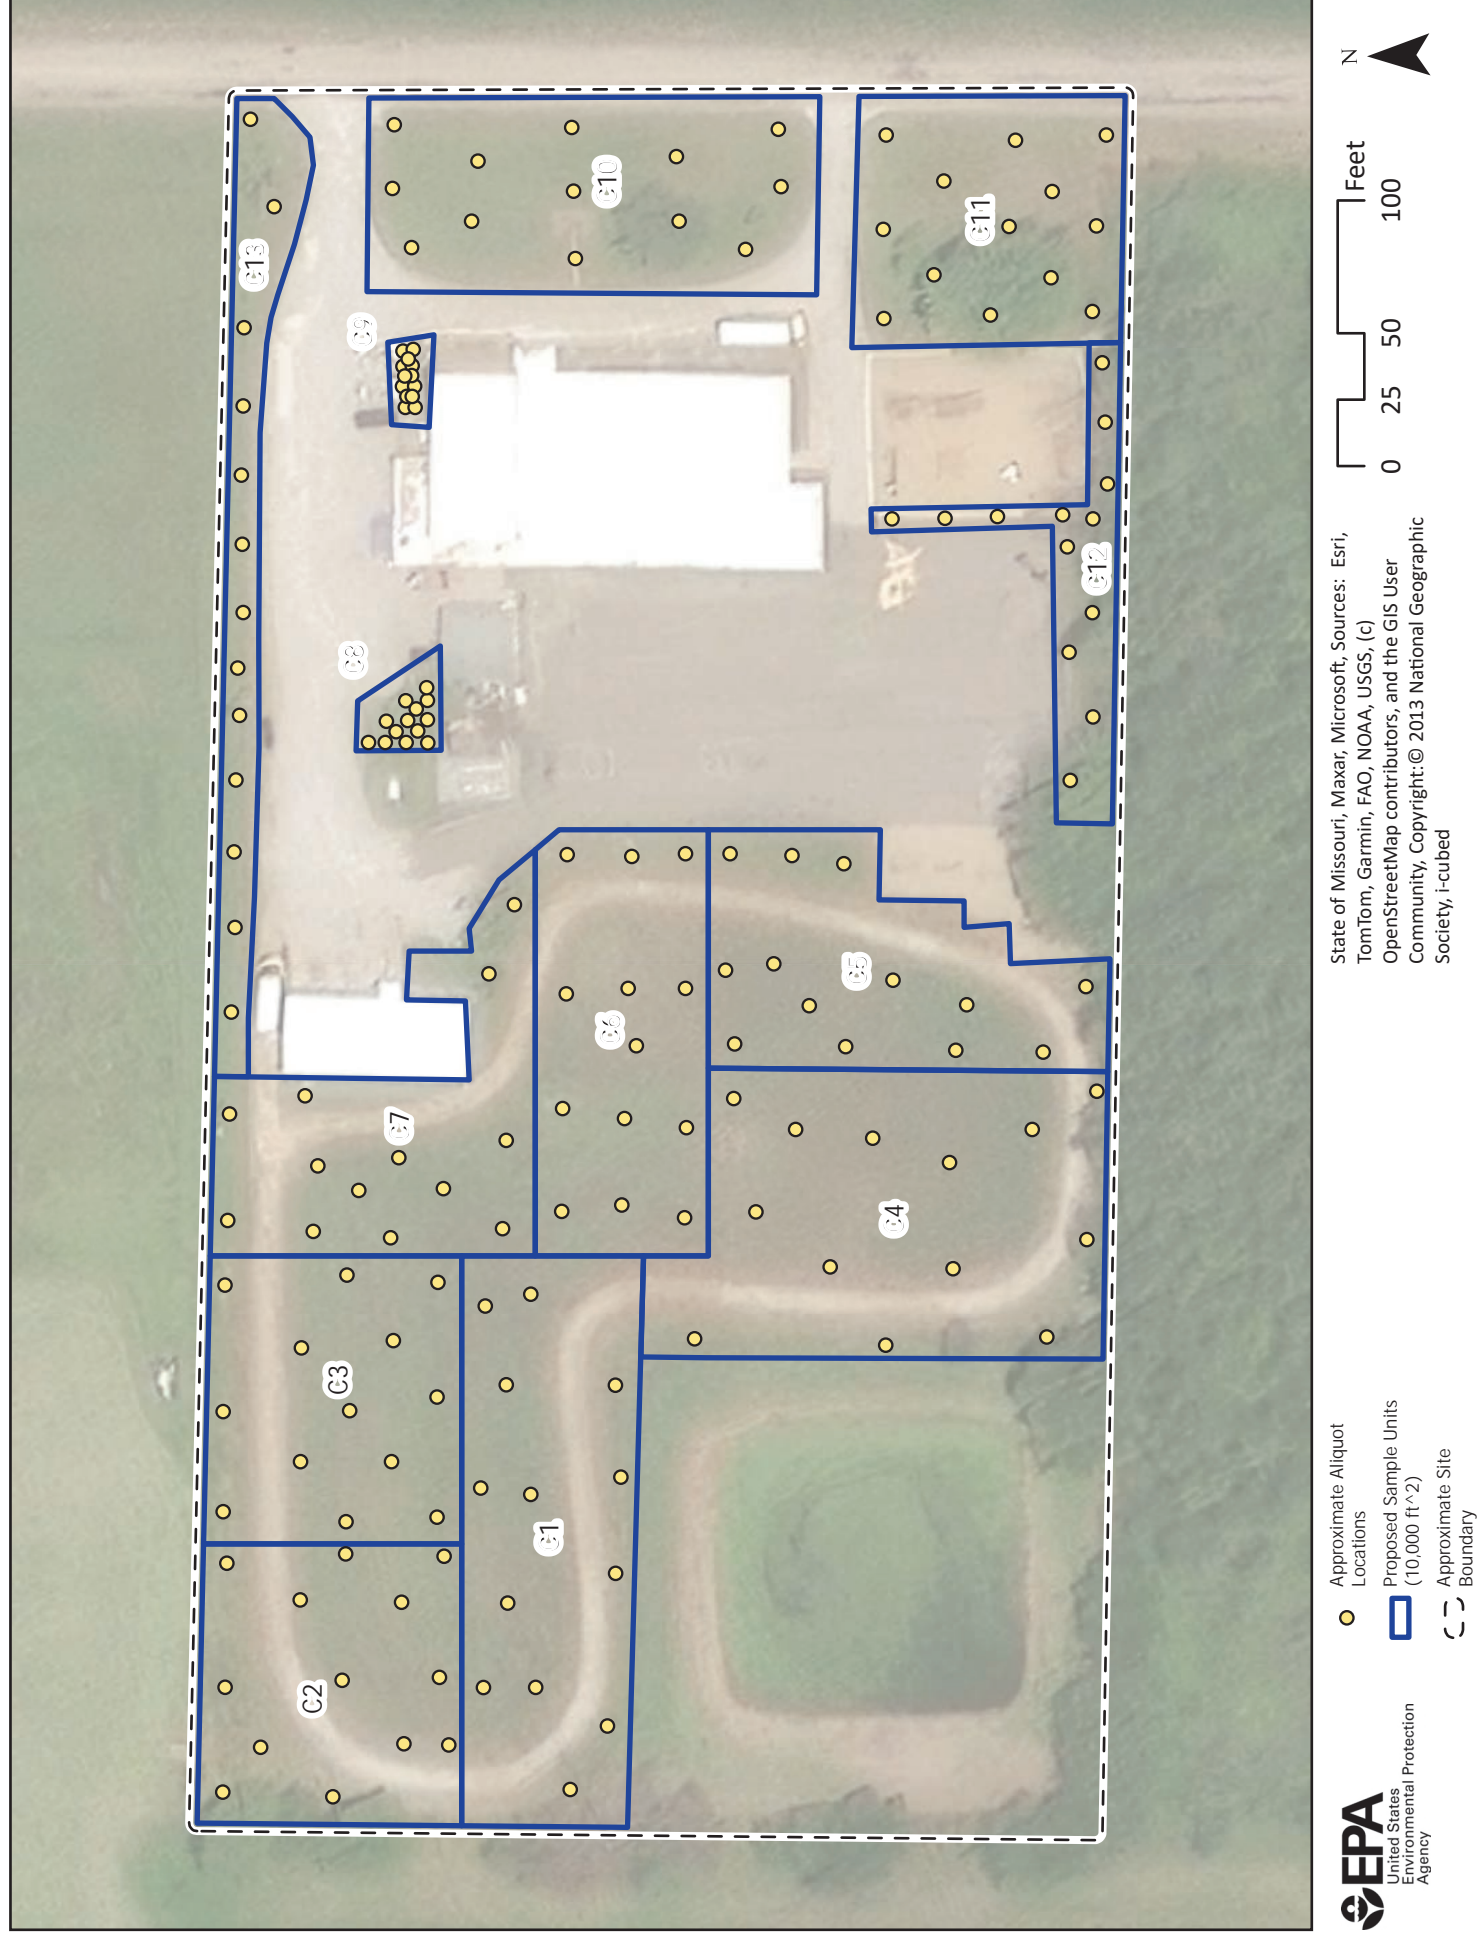 C13
C10
C11
C9
C12
C8
C5
C6
C7
C4
C3
C1
C2
EPA
United States
Environmental Protection
Agency
Approximate Aliquot
Locations
Proposed Sample Units
(10,000 ft^2)
Approximate Site
Boundary
State of Missouri, Maxar, Microsoft, Sources: Esri,
TomTom, Garmin, FAO, NOAA, USGS, (c)
OpenStreetMap contributors, and the GIS User
Community, Copyright:© 2013 National Geographic
Society, i-cubed
0 25 50 100
Feet
N